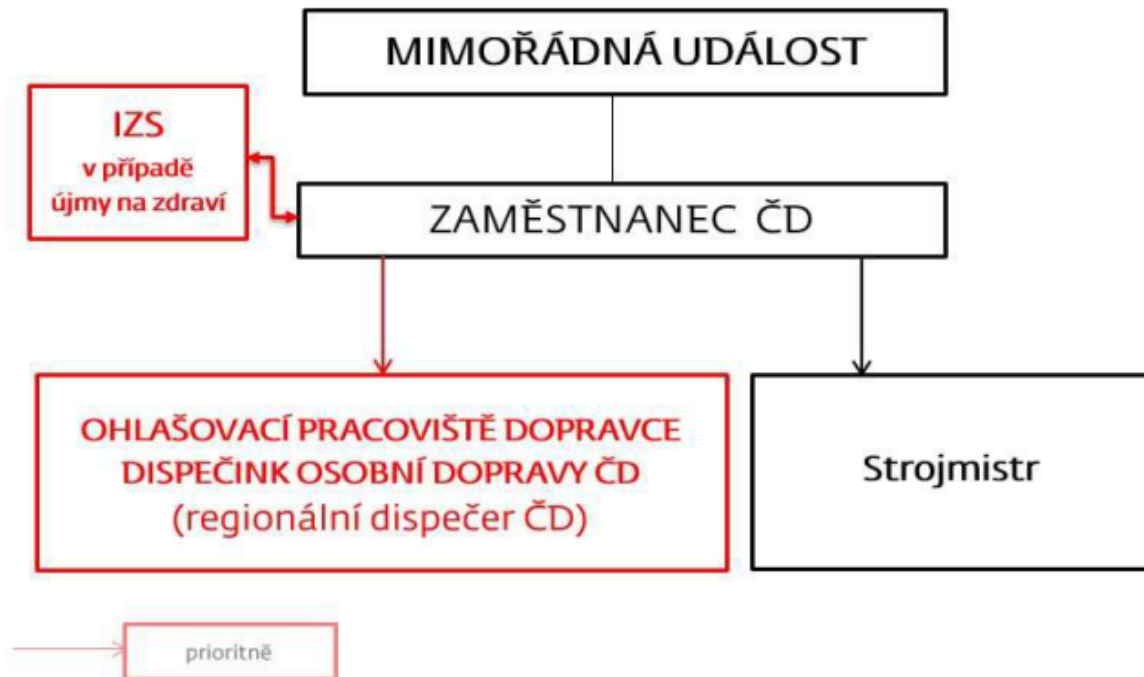 MIMOŘÁDNÁ UDÁLOST
IZS
v případě
újmy na zdraví
ZAMĚSTNANEC ČD
OHLAŠOVACÍ PRACOVIŠTĚ DOPRAVCE
DISPEČINK OSOBNÍ DOPRAVY ČD
(regionální dispečer ČD)
Strojmistr
prioritně